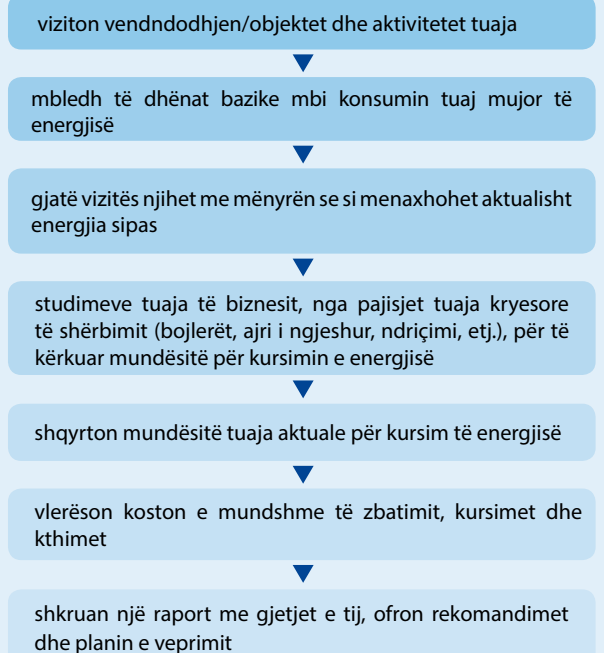 viziton vendndodhjen/objektet dhe aktivitetet tuaja
mbledh të dhënat bazike mbi konsumin tuaj mujor të
energjisë
gjatë vizitës njihet me mënyrën se si menaxhohet aktualisht
energjia sipas
studimeve tuaja të biznesit, nga pajisjet tuaja kryesore
të shërbimit (bojlerët, ajri i ngjeshur, ndriçimi, etj.), për të
kërkuar mundësitë për kursimin e energjisë
shqyrton mundësitë tuaja aktuale për kursim të energjisë
vlerëson koston e mundshme të zbatimit, kursimet dhe
kthimet
shkruan një raport me gjetjet e tij, ofron rekomandimet
dhe planin e veprimit